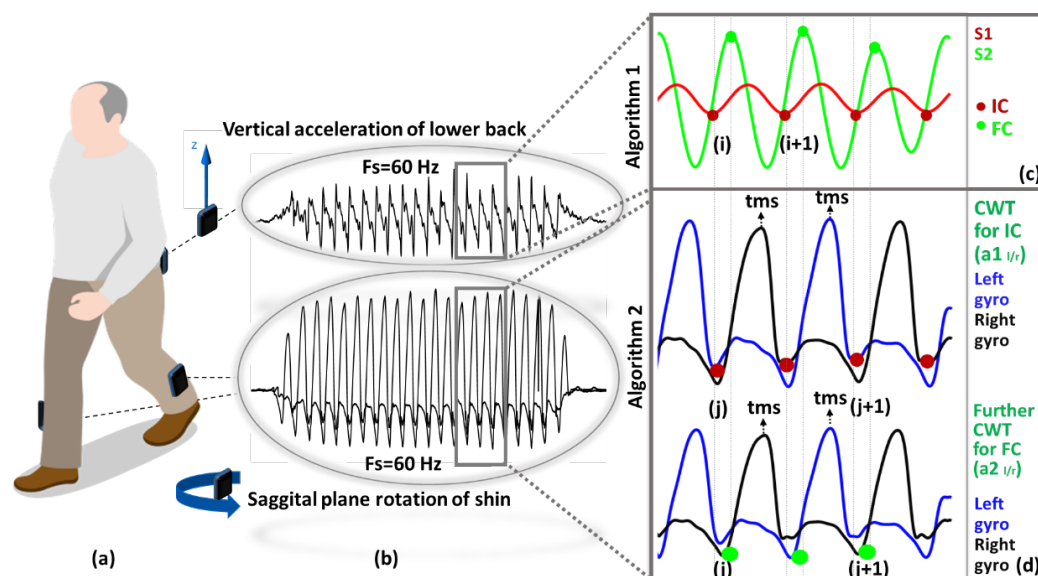 Vertical acceleration of lower back
z
Fs=60 Hz
Fs=60 Hz
Saggital plane rotation of shin
(a)
(b)
Algorithm 1
S1
S2
IC
FC
(i)
(i+1)
(c)
Algorithm 2
tms
tms
CWT
for IC
(a1 l/r)
Left
gyro
Right
gyro
(j)
(j+1)
tms
tms
Further
CWT
for FC
(a2 l/r)
Left
gyro
Right
gyro
(i+1)
(d)